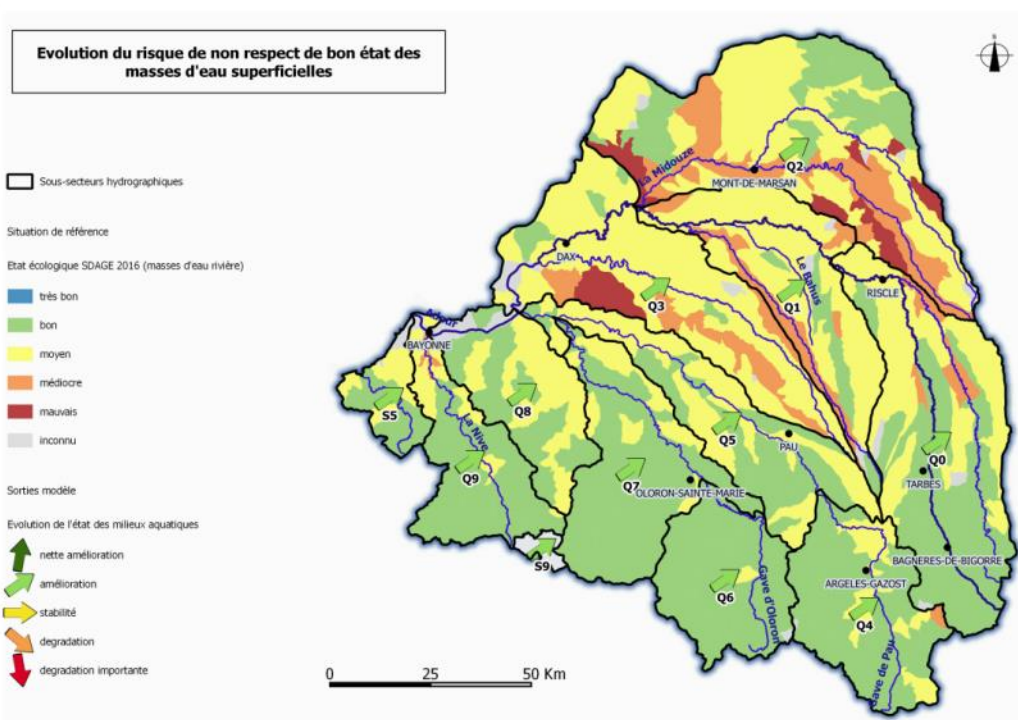 Evolution du risque de non respect de bon état des
masses d'eau superficielles
N
Sous-secteurs hydrographiques
Situation de référence
Etat écologique SDAGE 2016 (masses d'eau rivière)
très bon
bon
moyen
médiocre
mauvais
inconnu
Sorties modèle
Evolution de l'état des milieux aquatiques
nette amélioration
amélioration
stabilité
degradation
degradation importante
La Midouze
Q2
MONT-DE-MARSAN
DAX
Le Bahus
RISCLE
Q3
Q1
Adour
BAYONNE
S5
Q8
La Nive
Q5
PAU
Q0
Q9
Q7
OLORON-SAINTE-MARIE
TARBES
S9
BAGNERES-DE-BIGORRE
ARGELES-GAZOST
Q6
Gave d'Oloron
Q4
Gave de Pau
0 25 50 Km